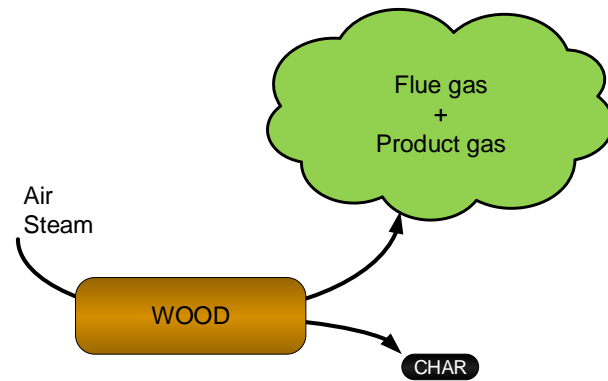 Flue gas
+
Product gas
Air
Steam
WOOD
CHAR